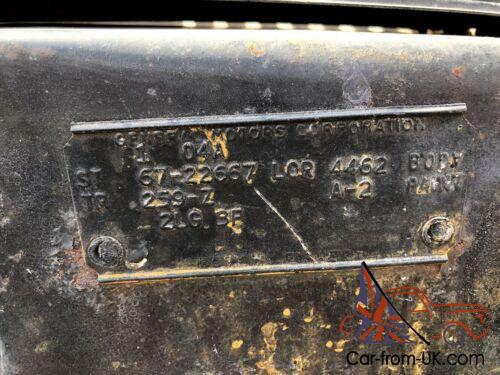 GENERAL MOTORS CORPORATION
04A
ST 67-22667 LOR 4462 BODY
TR 259-Z A-2 PAINT
2LG 3F
Car-from-UK.com